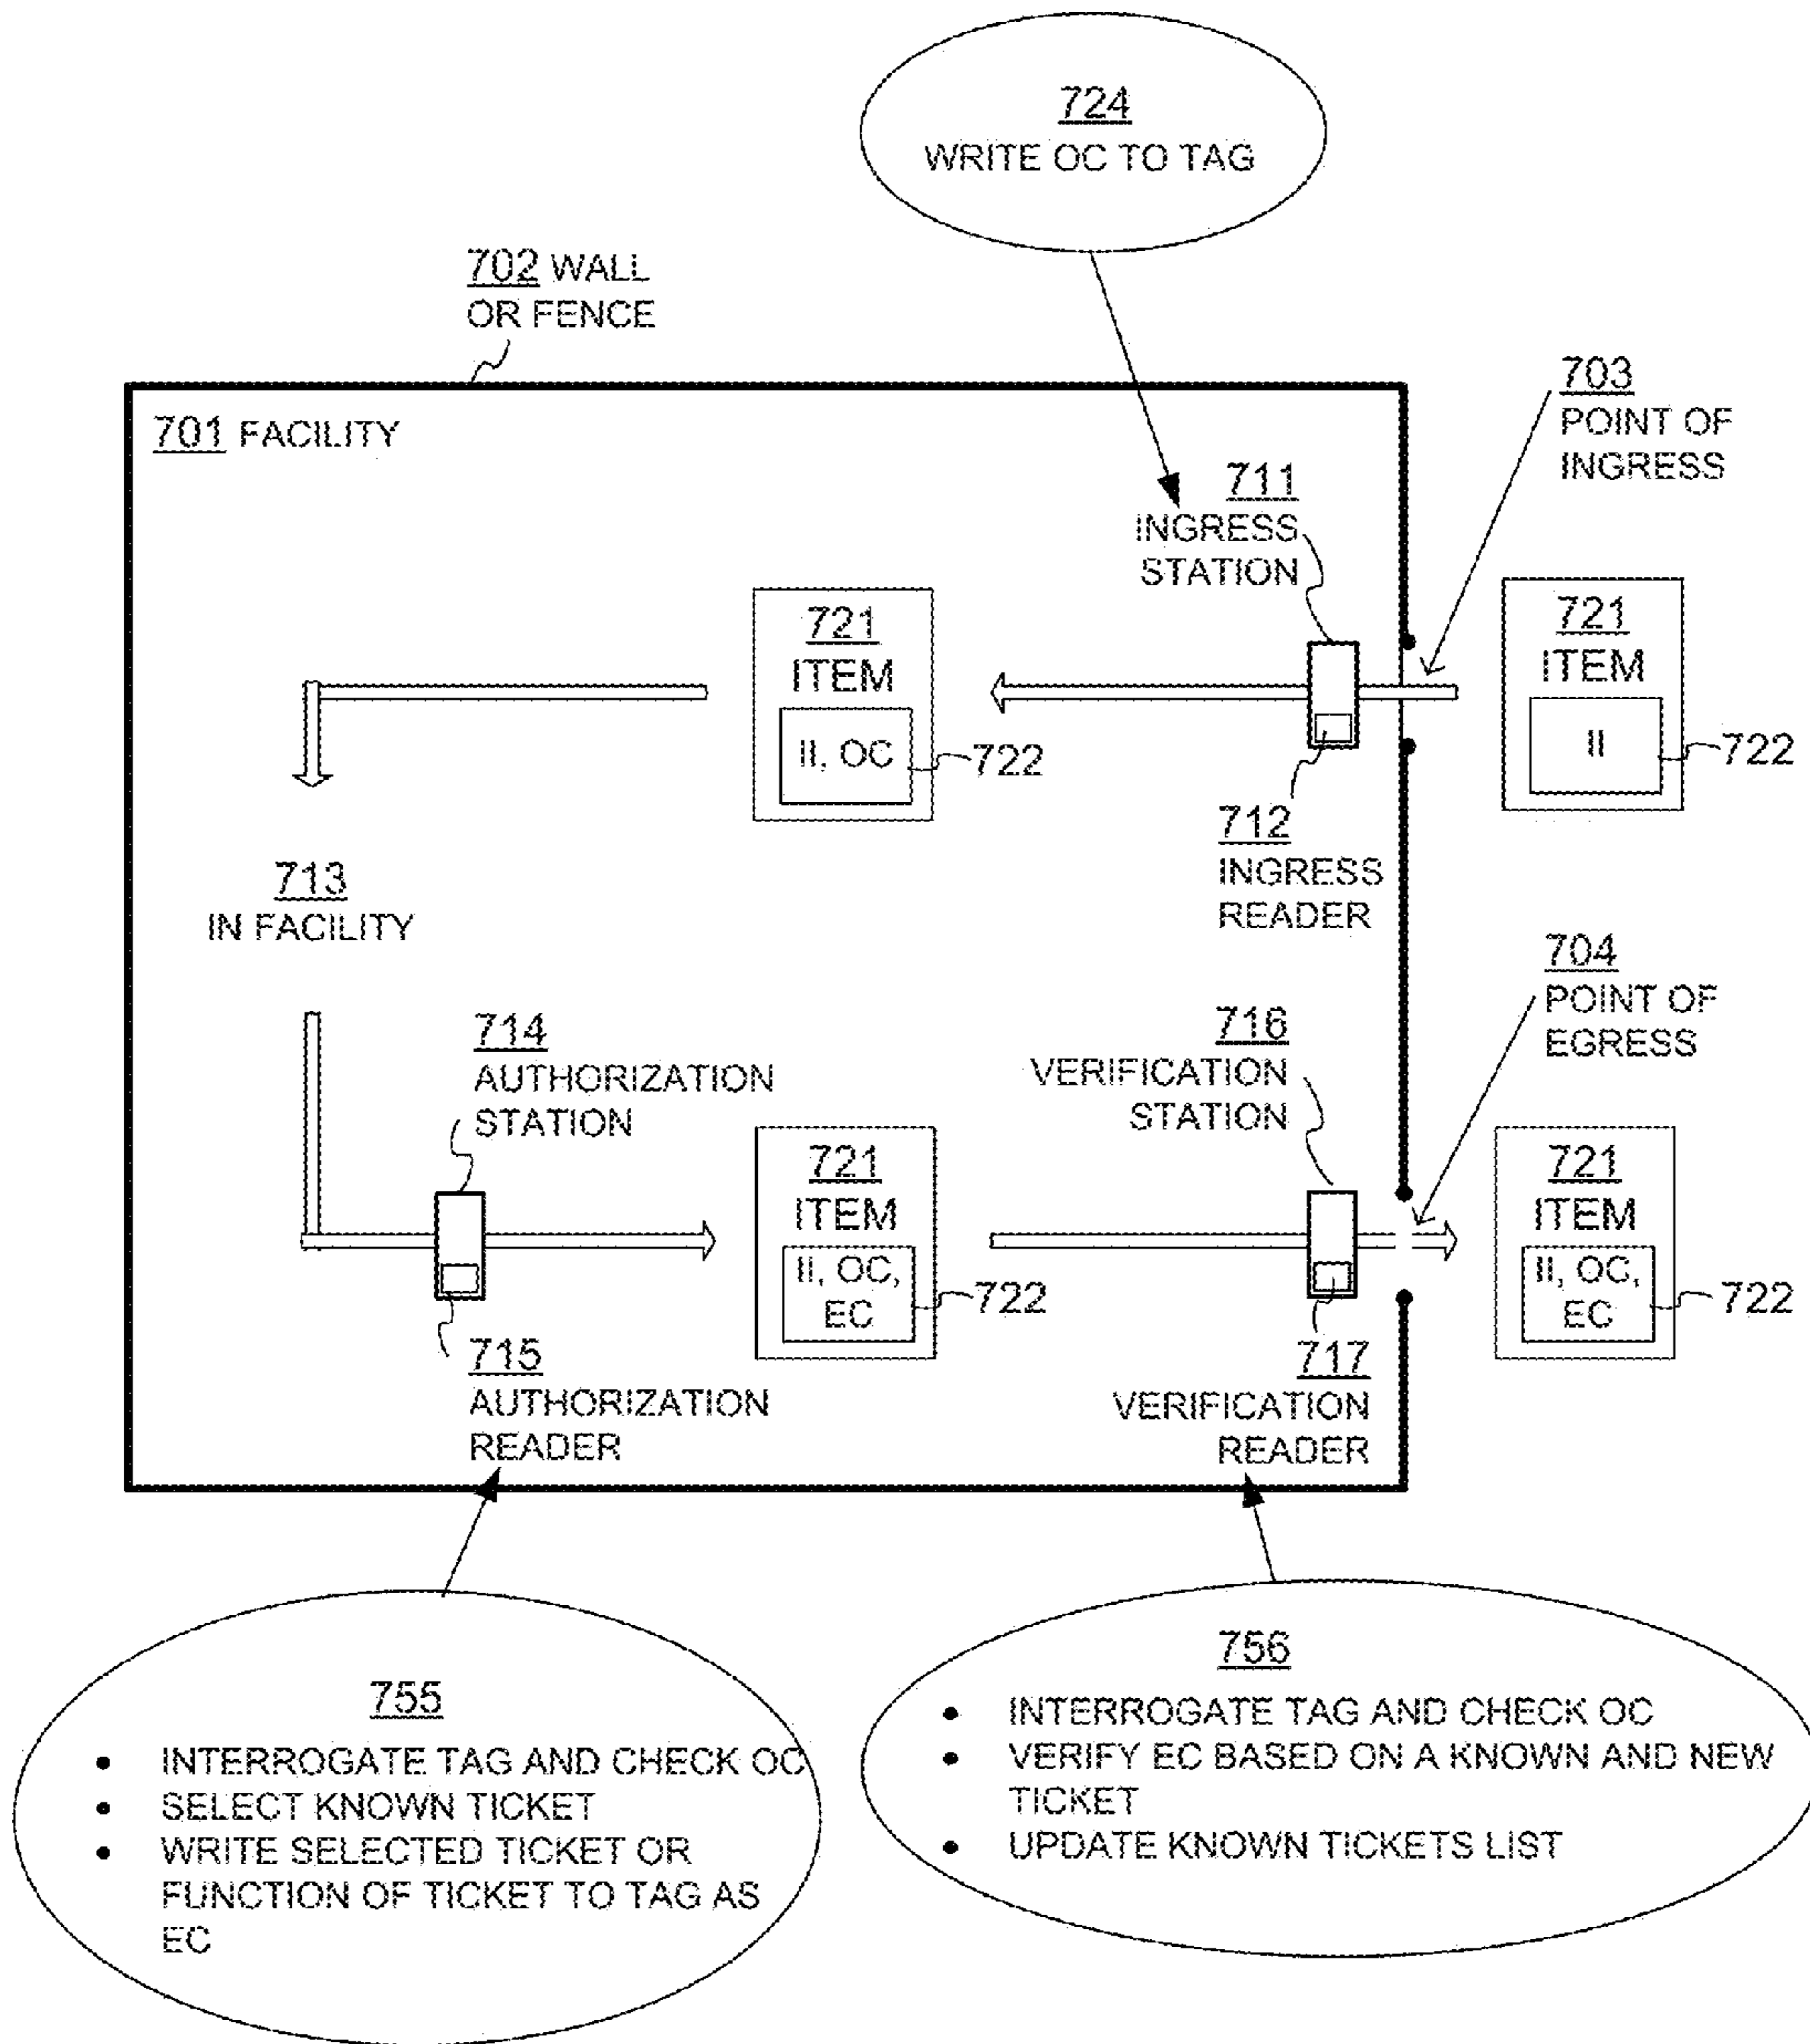 724
WRITE OC TO TAG
702 WALL
OR FENCE
703
POINT OF
INGRESS
701 FACILITY
711
INGRESS
STATION
721
ITEM
II, OC
722
721
ITEM
II
722
712
INGRESS
READER
713
IN FACILITY
704
POINT OF
EGRESS
714
AUTHORIZATION
STATION
716
VERIFICATION
STATION
721
ITEM
II, OC,
EC
722
721
ITEM
II, OC,
EC
722
715
AUTHORIZATION
READER
717
VERIFICATION
READER
755
• INTERROGATE TAG AND CHECK OC
• SELECT KNOWN TICKET
• WRITE SELECTED TICKET OR
FUNCTION OF TICKET TO TAG AS
EC
756
• INTERROGATE TAG AND CHECK OC
• VERIFY EC BASED ON A KNOWN AND NEW
TICKET
• UPDATE KNOWN TICKETS LIST